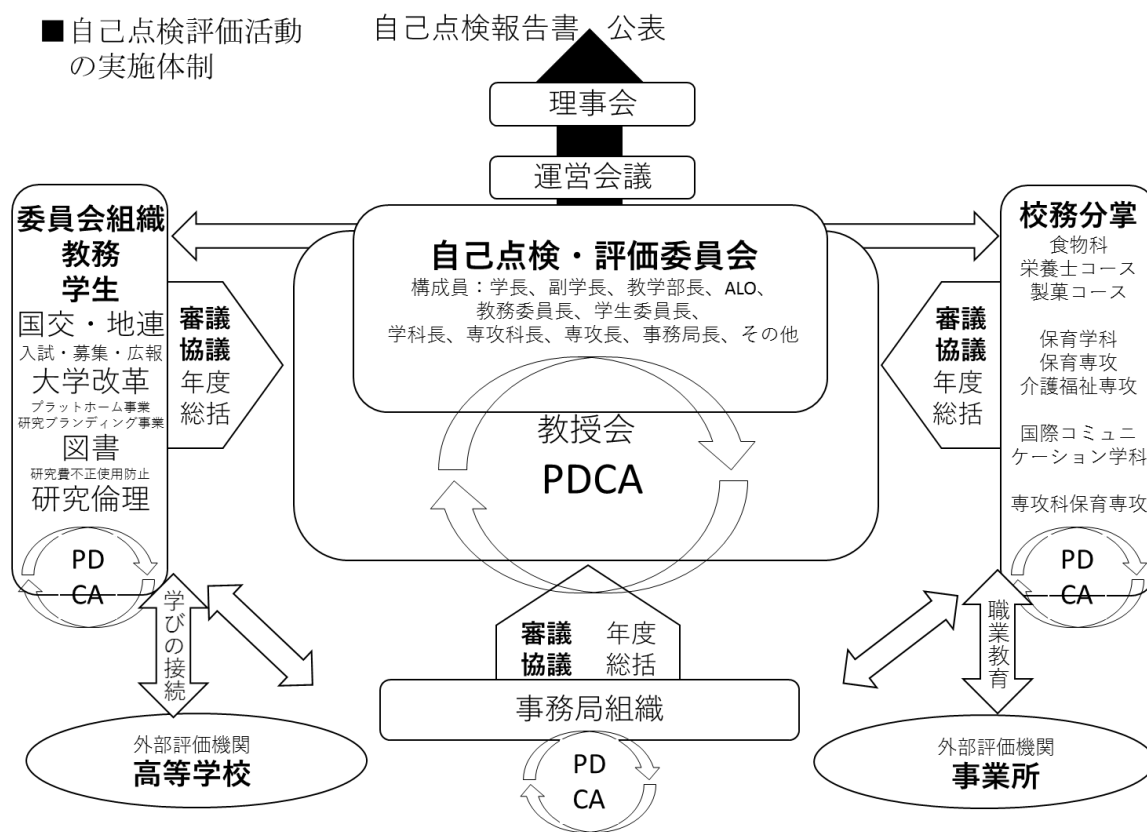 ■自己点検評価活動
の実施体制
自己点検報告書 公表
理事会
運営会議
委員会組織
教務
学生
国交・地連
入試・募集・広報
大学改革
プラットホーム事業
研究ブランディング事業
図書
研究費不正使用防止
研究倫理
PD
CA
審議
協議
年度
総括
自己点検・評価委員会
構成員：学長、副学長、教学部長、ALO、
教務委員長、学生委員長、
学科長、専攻科長、専攻長、事務局長、その他
教授会
PDCA
審議
協議
年度
総括
校務分掌
食物科
栄養士コース
製菓コース
保育学科
保育専攻
介護福祉専攻
国際コミュニ
ケーション学科
専攻科保育専攻
PD
CA
学びの接続
審議 年度
協議 総括
職業教育
事務局組織
PD
CA
外部評価機関
高等学校
外部評価機関
事業所